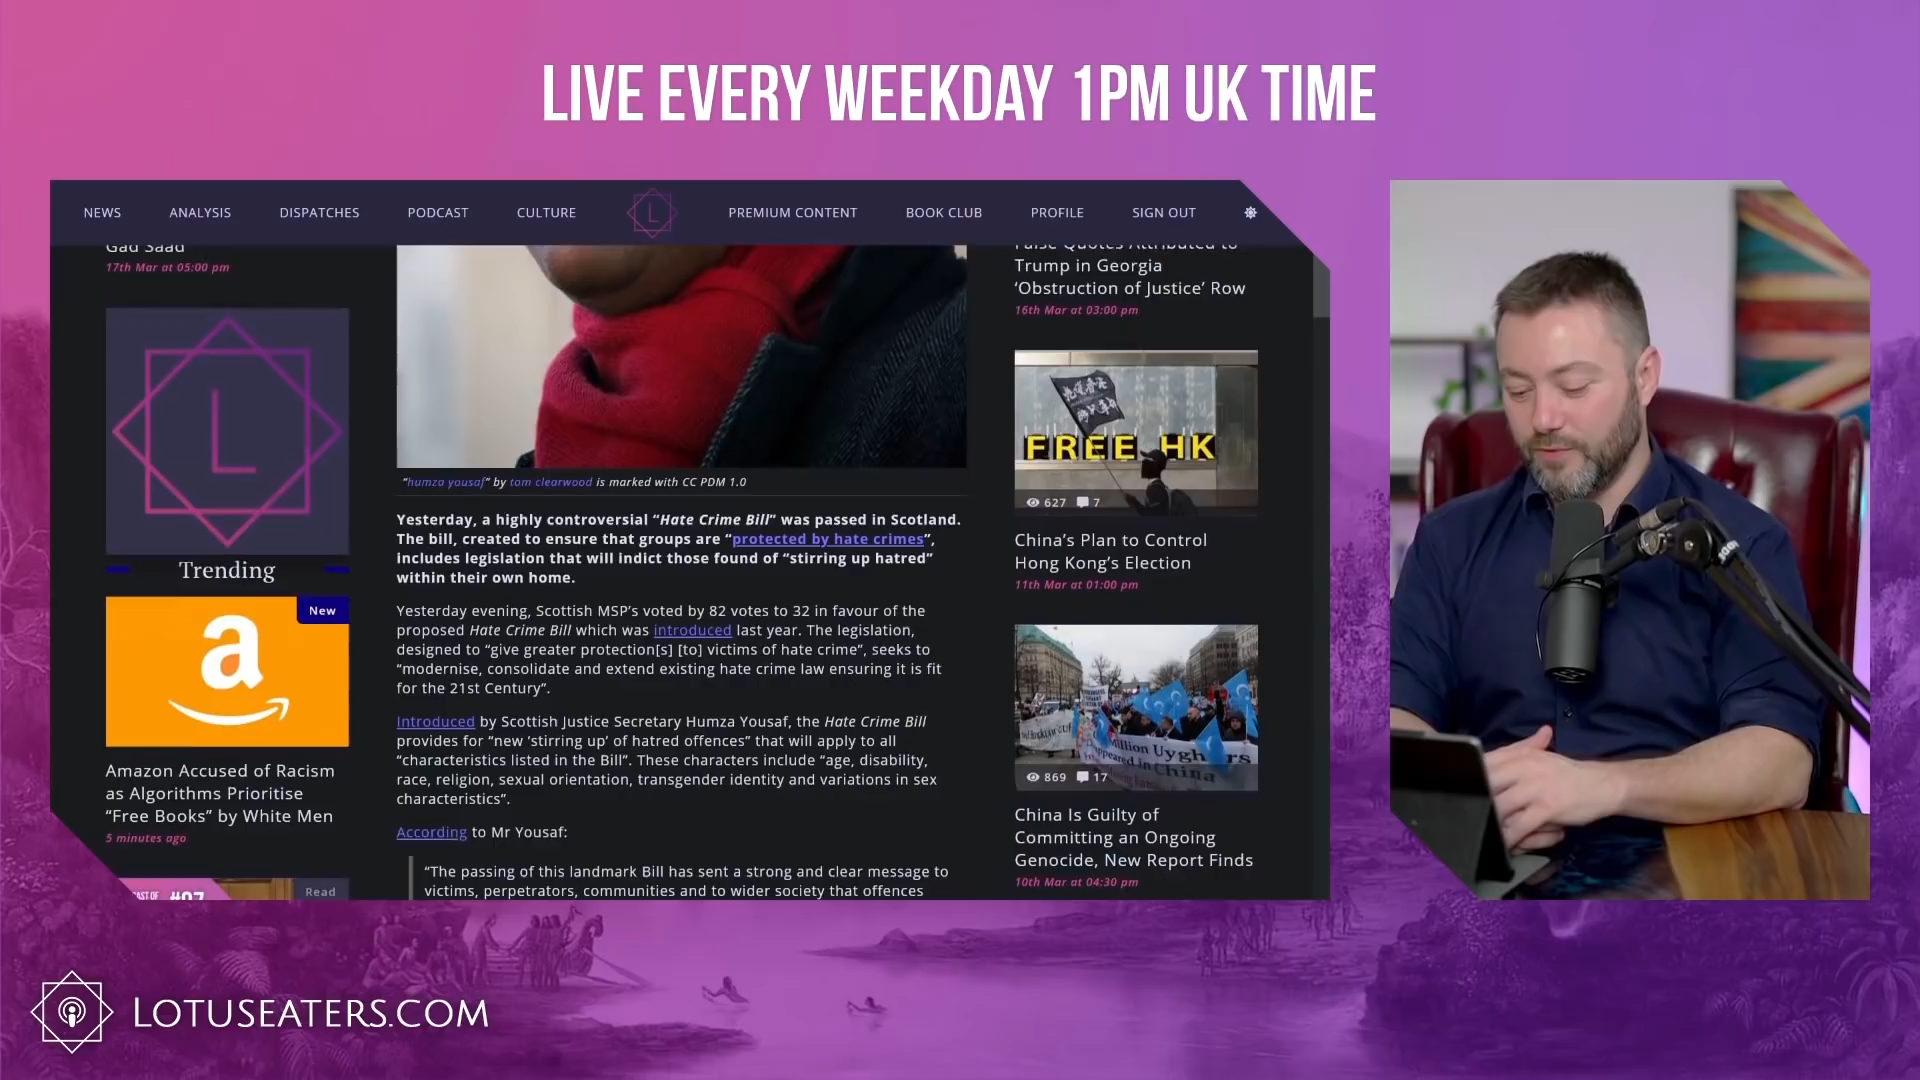 LIVE EVERY WEEKDAY 1PM UK TIME
NEWS ANALYSIS DISPATCHES PODCAST CULTURE L PREMIUM CONTENT BOOK CLUB PROFILE SIGN OUT
Gad Saad
17th Mar at 05:00 pm
L
Trending
New
a
Amazon Accused of Racism
as Algorithms Prioritise
“Free Books” by White Men
5 minutes ago
#97
Read
“humza yousaf” by tom clearwood is marked with CC PDM 1.0
Yesterday, a highly controversial “Hate Crime Bill” was passed in Scotland.
The bill, created to ensure that groups are “protected by hate crimes”,
includes legislation that will indict those found of “stirring up hatred”
within their own home.
Yesterday evening, Scottish MSP’s voted by 82 votes to 32 in favour of the
proposed Hate Crime Bill which was introduced last year. The legislation,
designed to “give greater protection[s] [to] victims of hate crime”, seeks to
“modernise, consolidate and extend existing hate crime law ensuring it is fit
for the 21st Century”.
Introduced by Scottish Justice Secretary Humza Yousaf, the Hate Crime Bill
provides for “new ‘stirring up’ of hatred offences” that will apply to all
“characteristics listed in the Bill”. These characters include “age, disability,
race, religion, sexual orientation, transgender identity and variations in sex
characteristics”.
According to Mr Yousaf:
“The passing of this landmark Bill has sent a strong and clear message to
victims, perpetrators, communities and to wider society that offences
False Quotes Attributed to
Trump in Georgia
‘Obstruction of Justice’ Row
16th Mar at 03:00 pm
FREE HK
627 7
China’s Plan to Control
Hong Kong’s Election
11th Mar at 01:00 pm
Million Uyghurs
in China
869 17
China Is Guilty of
Committing an Ongoing
Genocide, New Report Finds
10th Mar at 04:30 pm
LOTUSEATERS.COM